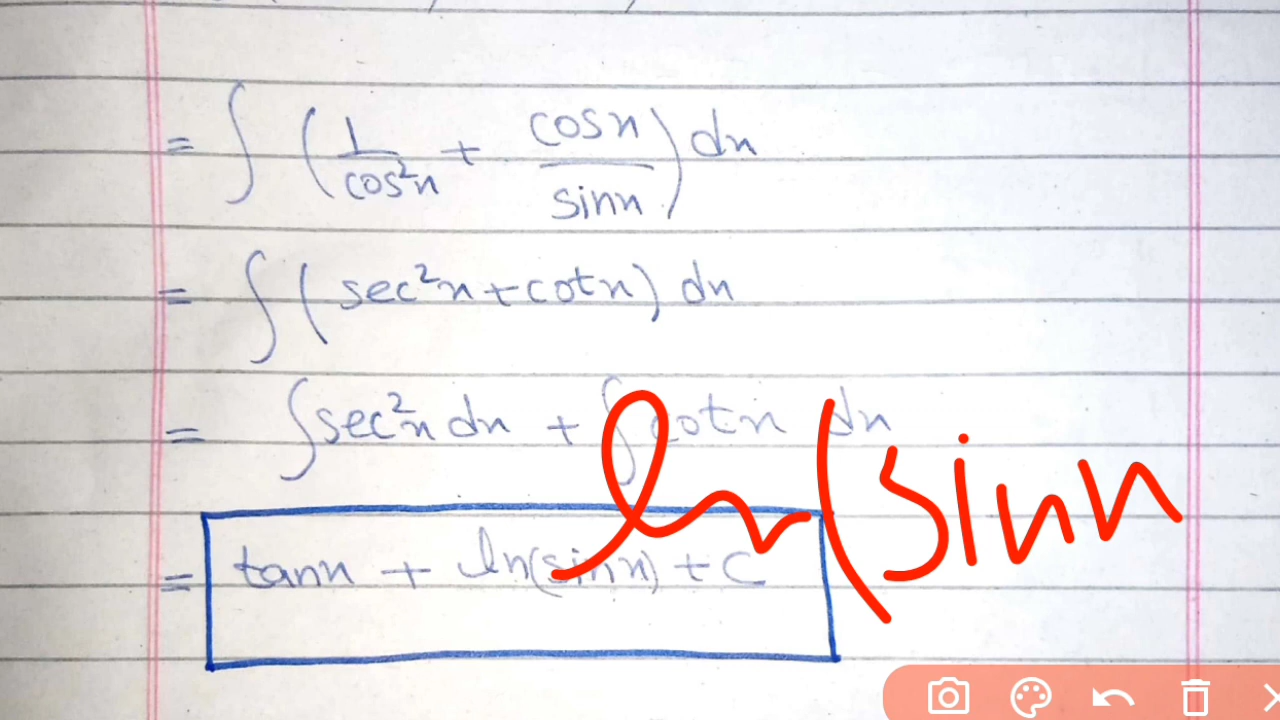 = ∫ (1/cos²x + cosx/sinx) dx
= ∫ (sec²x + cotx) dx
= ∫sec²x dx + ∫cotx dx
= tanx + ln(sinx) + C
ln(sinx